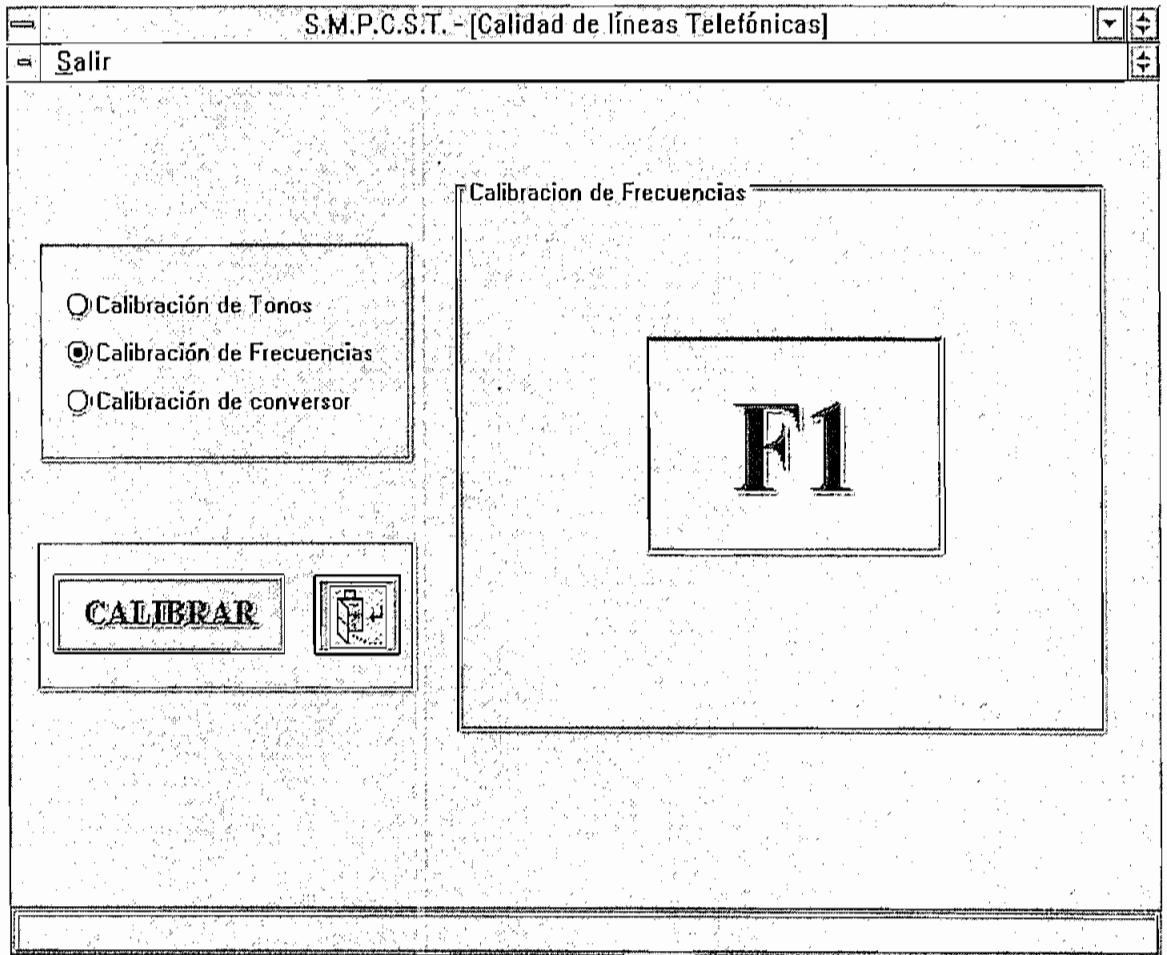 S.M.P.C.S.T. - [Calidad de líneas Telefónicas]
Salir
Calibracion de Frecuencias
Calibración de Tonos
Calibración de Frecuencias
Calibración de conversor
F1
CALIBRAR